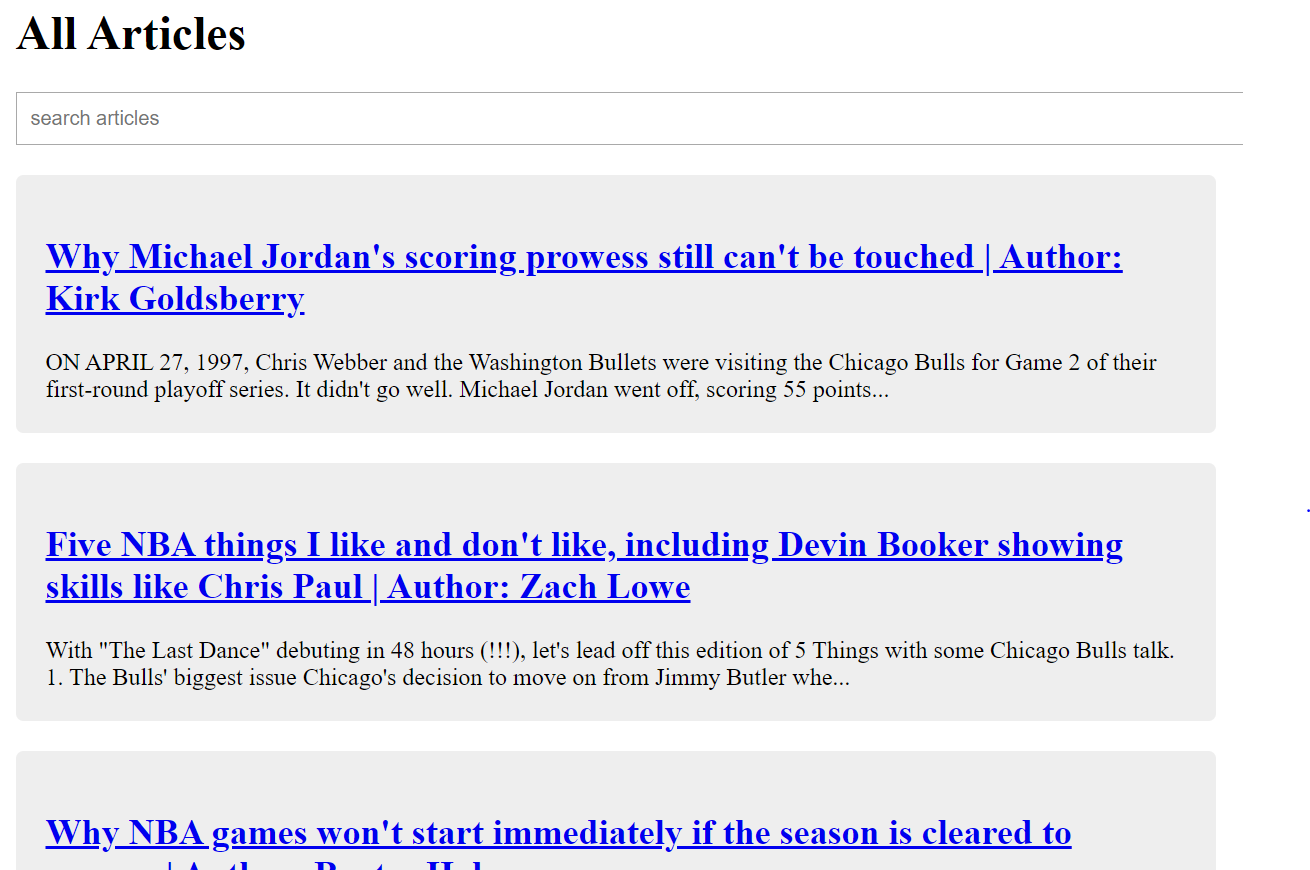 All Articles
search articles
Why Michael Jordan's scoring prowess still can't be touched | Author:
Kirk Goldsberry
ON APRIL 27, 1997, Chris Webber and the Washington Bullets were visiting the Chicago Bulls for Game 2 of their
first-round playoff series. It didn't go well. Michael Jordan went off, scoring 55 points...
Five NBA things I like and don't like, including Devin Booker showing
skills like Chris Paul | Author: Zach Lowe
With "The Last Dance" debuting in 48 hours (!!!), let's lead off this edition of 5 Things with some Chicago Bulls talk.
1. The Bulls' biggest issue Chicago's decision to move on from Jimmy Butler whe...
Why NBA games won't start immediately if the season is cleared to